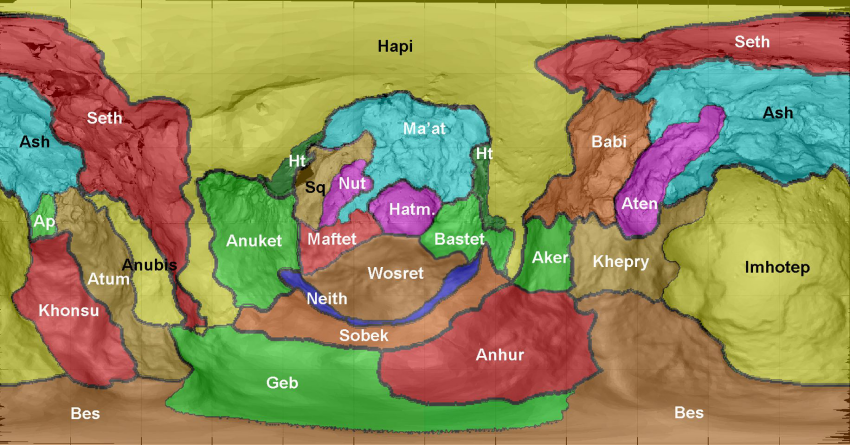 Hapi
Seth
Seth
Ash
Ma'at
Ash
Babi
Ht
Ht
Sq
Nut
Aten
Hatm.
Ap
Anuket
Maftet
Bastet
Aker
Khepry
Imhotep
Anubis
Atum
Wosret
Khonsu
Neith
Sobek
Anhur
Geb
Bes
Bes